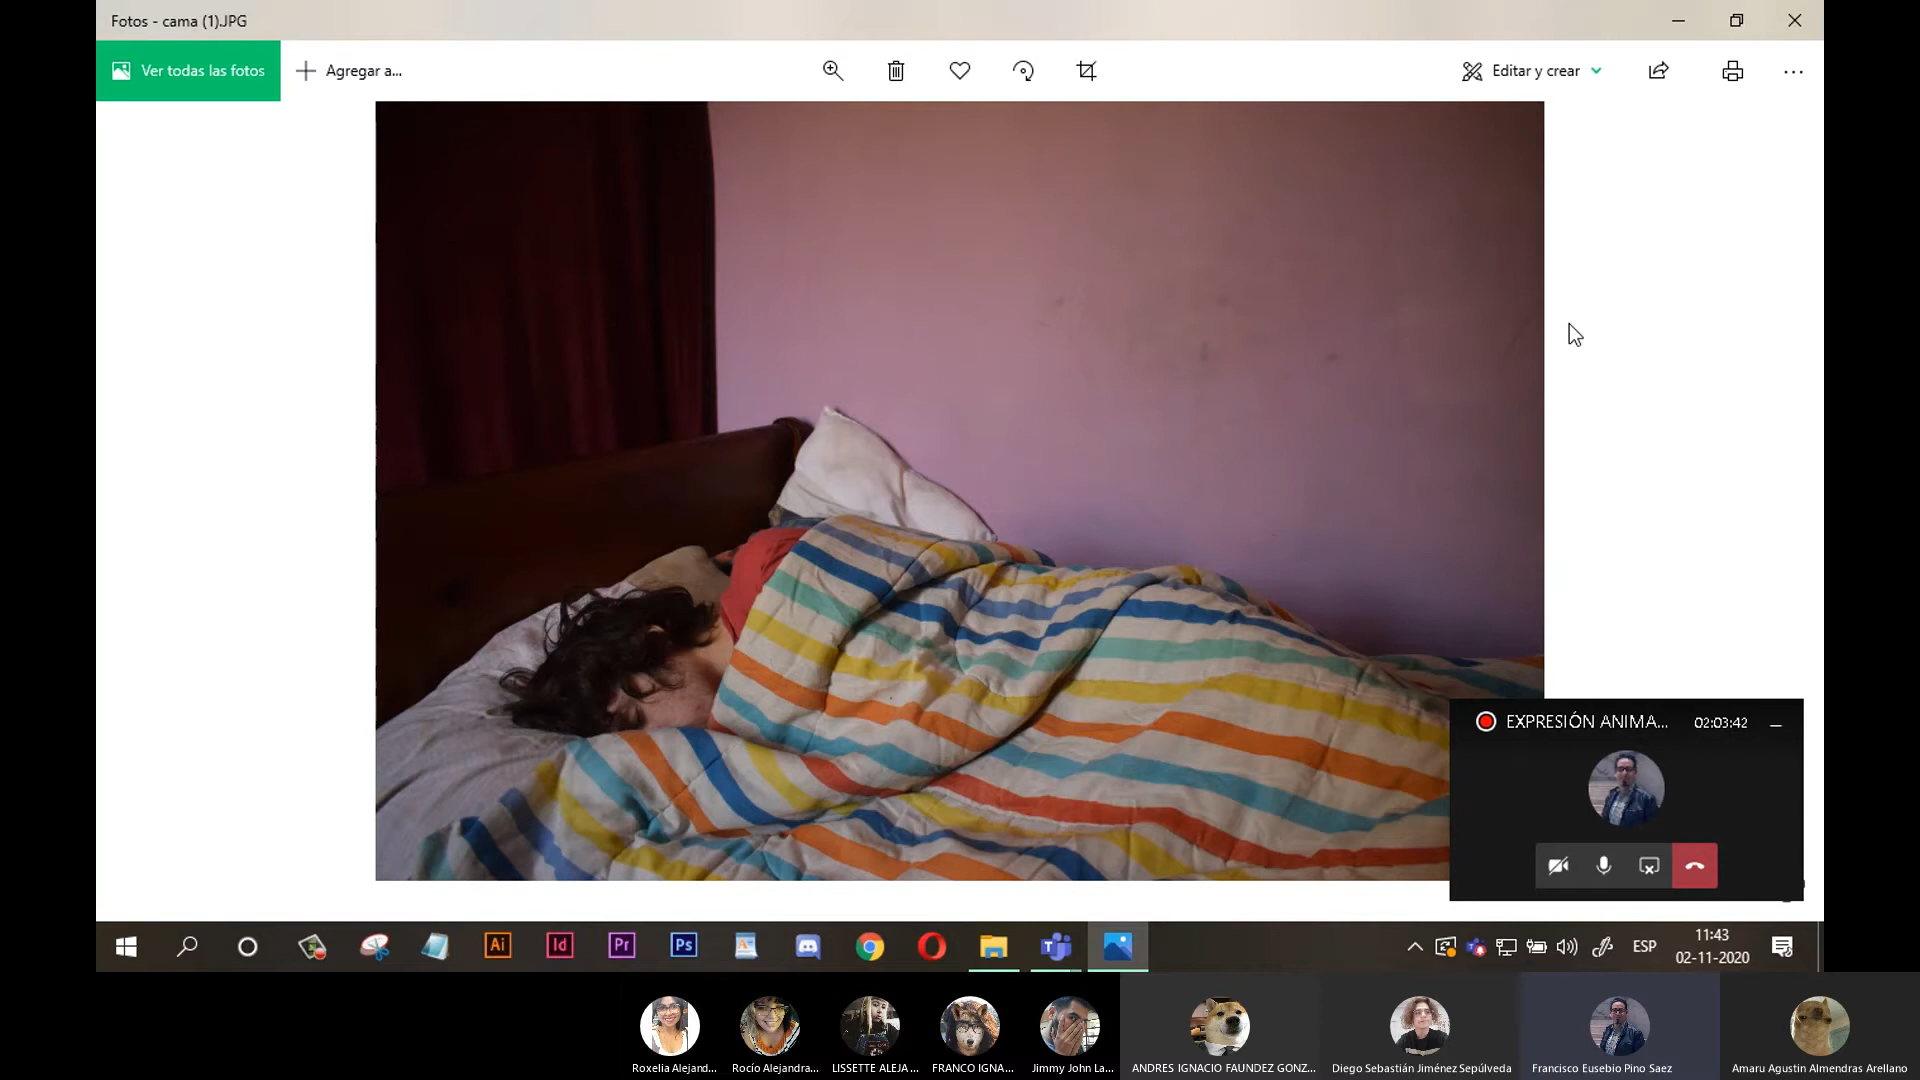 Fotos - cama (1).JPG
Ver todas las fotos
Agregar a...
Editar y crear
EXPRESIÓN ANIMA...
02:03:42
Ai
Id
Pr
Ps
ESP
11:43
02-11-2020
Roxelia Alejand...
Rocío Alejandra...
LISSETTE ALEJA ...
FRANCO IGNA...
Jimmy John La...
ANDRES IGNACIO FAUNDEZ GONZ...
Diego Sebastián Jiménez Sepúlveda
Francisco Eusebio Pino Saez
Amaru Agustin Almendras Arellano